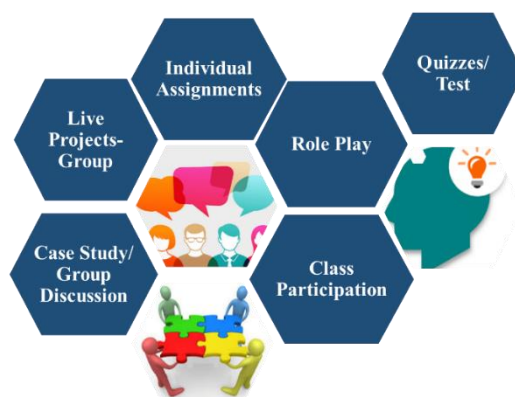 Individual
Assignments
Quizzes/
Test
Live
Projects-
Group
Role Play
Case Study/
Group
Discussion
Class
Participation